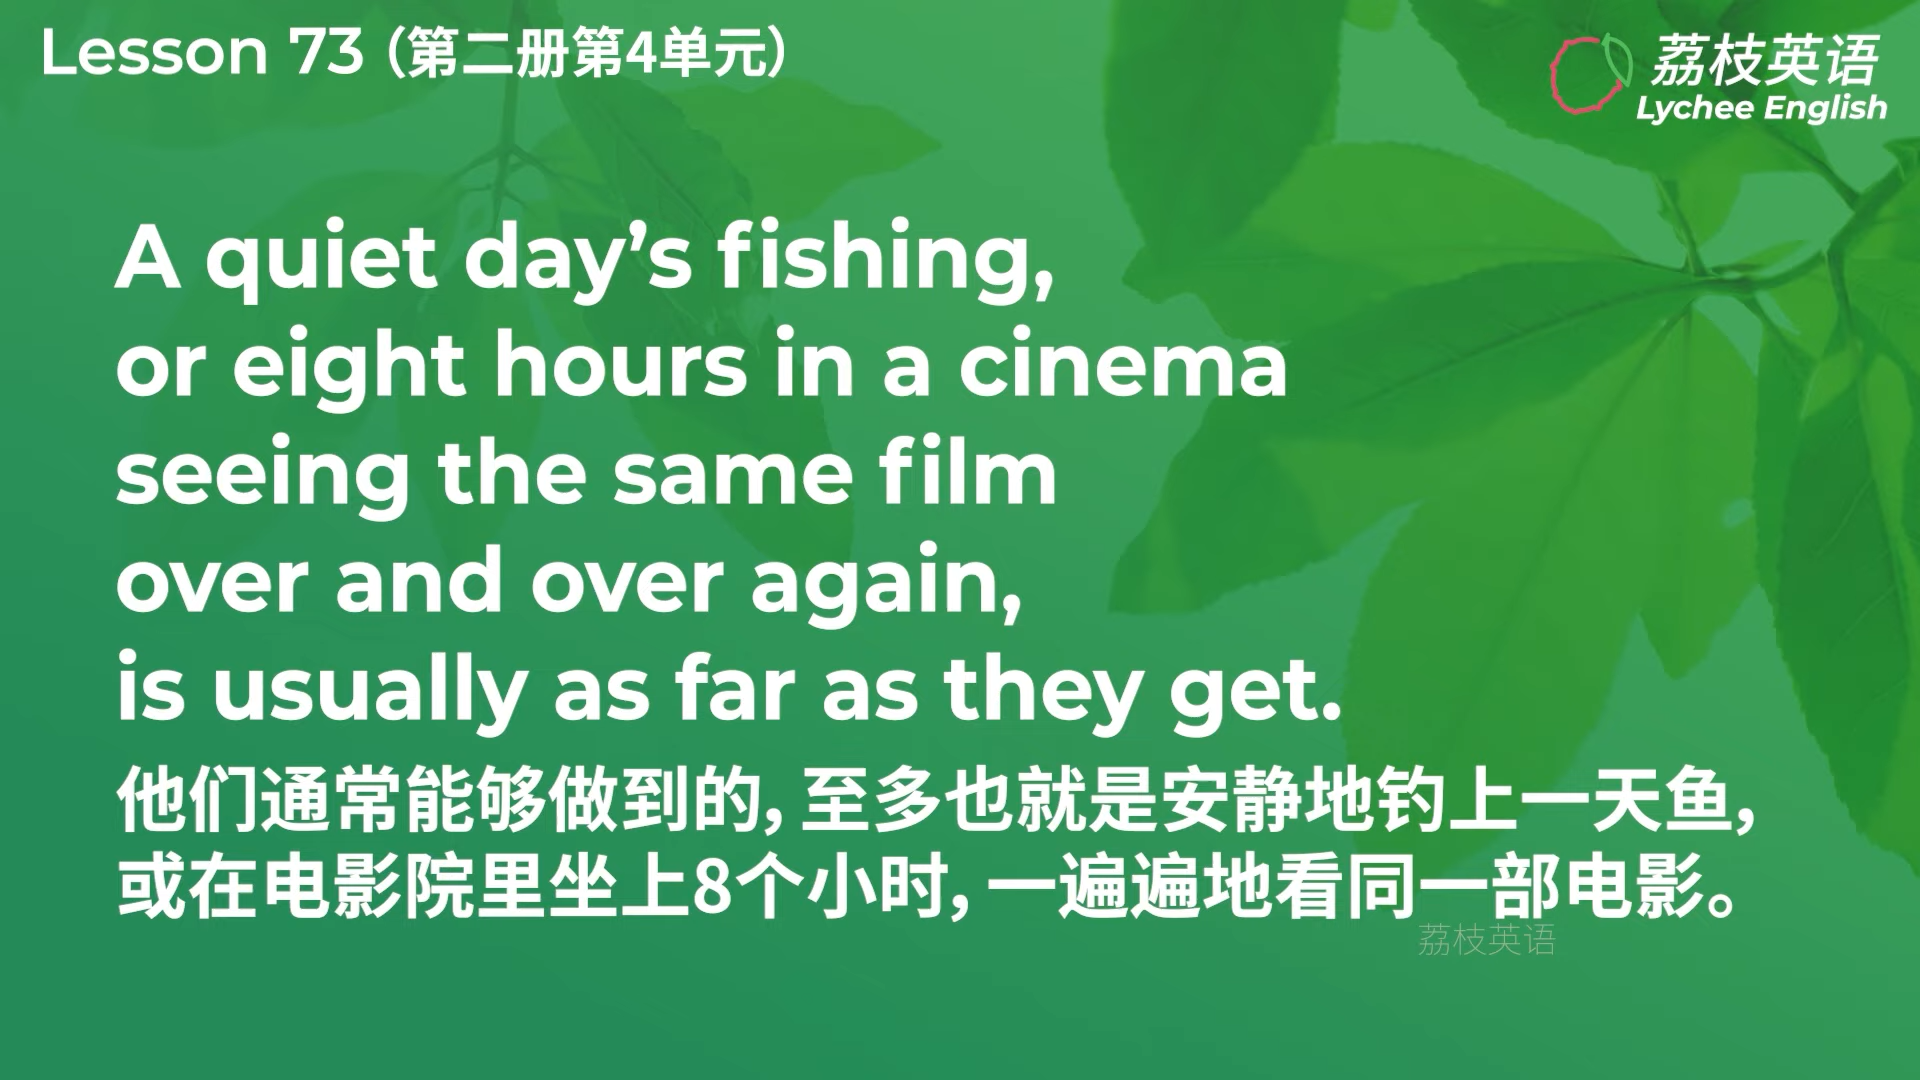 Lesson 73（第二册第4单元）
荔枝英语
Lychee English
A quiet day’s fishing,
or eight hours in a cinema
seeing the same film
over and over again,
is usually as far as they get.
他们通常能够做到的, 至多也就是安静地钓上一天鱼,
或在电影院里坐上8个小时, 一遍遍地看同一部电影。
荔枝英语